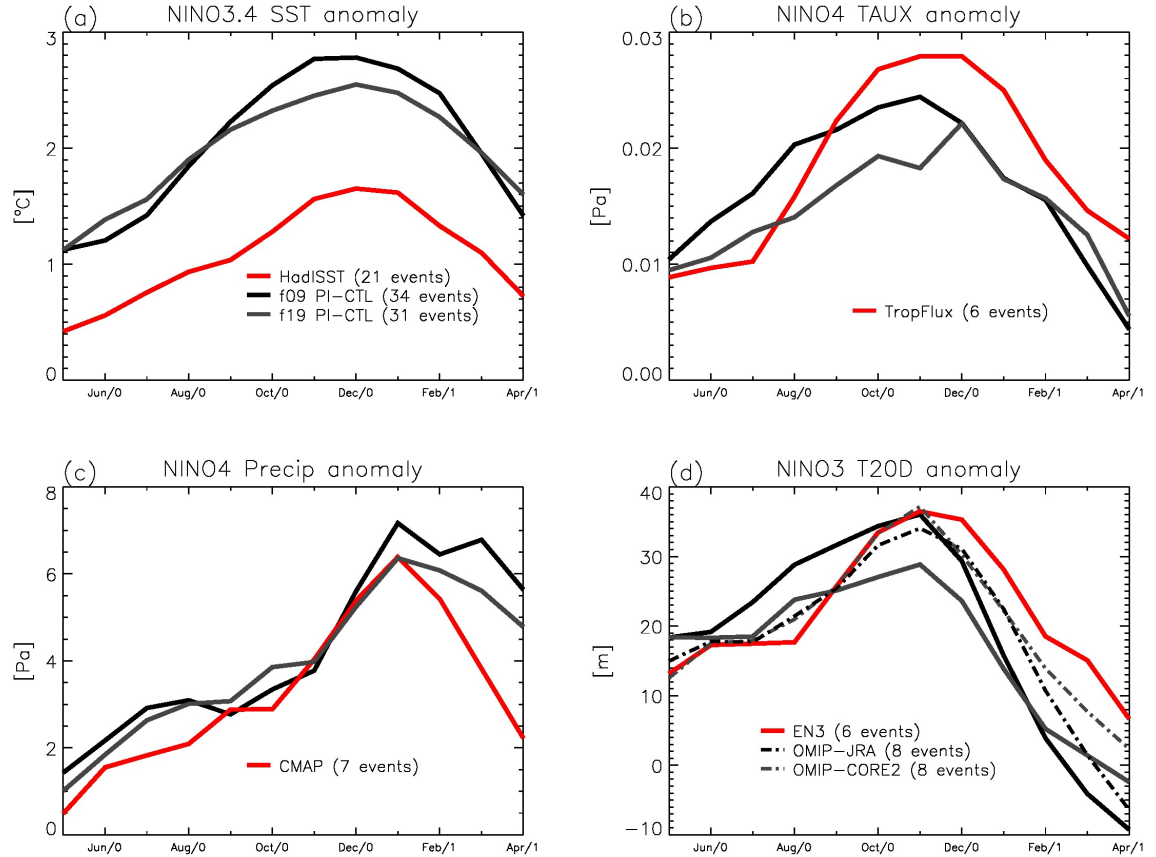 (a) NINO3.4 SST anomaly
3
2
1
0
[°C]
HadISST (21 events)
f09 PI-CTL (34 events)
f19 PI-CTL (31 events)
Jun/0 Aug/0 Oct/0 Dec/0 Feb/1 Apr/1
(b) NINO4 TAUX anomaly
0.03
0.02
0.01
0.00
[Pa]
TropFlux (6 events)
Jun/0 Aug/0 Oct/0 Dec/0 Feb/1 Apr/1
(c) NINO4 Precip anomaly
8
6
4
2
0
[Pa]
CMAP (7 events)
Jun/0 Aug/0 Oct/0 Dec/0 Feb/1 Apr/1
(d) NINO3 T20D anomaly
40
30
20
10
0
-10
[m]
EN3 (6 events)
OMIP-JRA (8 events)
OMIP-CORE2 (8 events)
Jun/0 Aug/0 Oct/0 Dec/0 Feb/1 Apr/1